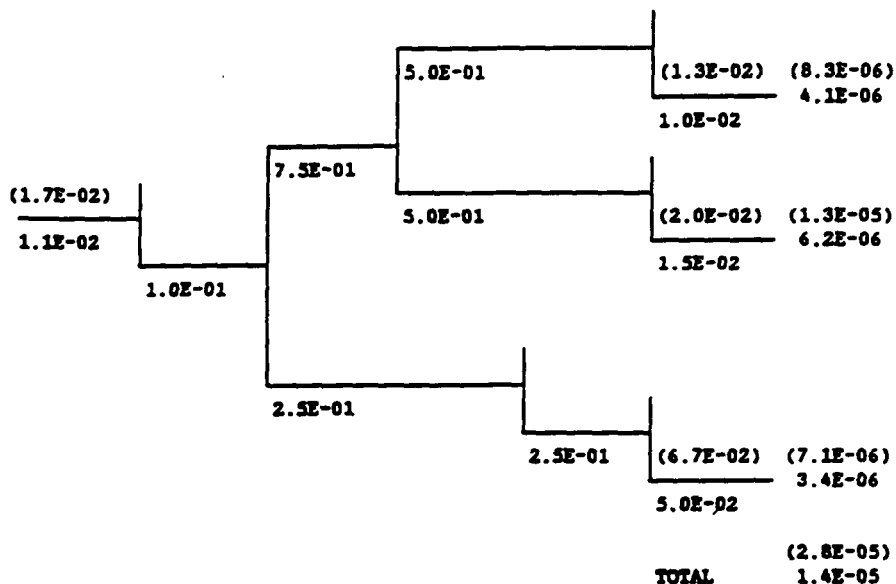 5.0E-01
(1.3E-02) (8.3E-06)
4.1E-06
1.0E-02
7.5E-01
(1.7E-02)
1.1E-02
5.0E-01
(2.0E-02) (1.3E-05)
6.2E-06
1.5E-02
1.0E-01
2.5E-01
2.5E-01
(6.7E-02) (7.1E-06)
3.4E-06
5.0E-02
(2.8E-05)
TOTAL 1.4E-05